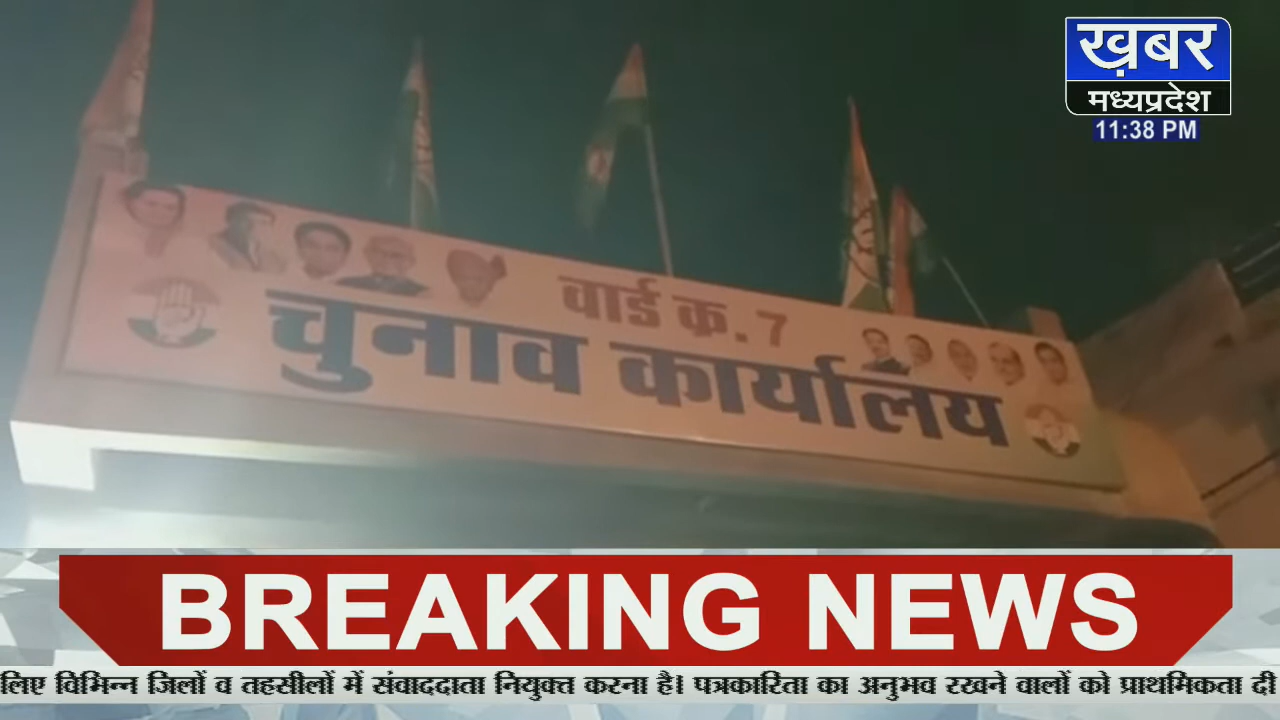 ख़बर
मध्यप्रदेश
11:38 PM
वार्ड क्र.7
चुनाव कार्यालय
BREAKING NEWS
लिए विभिन्न जिलों व तहसीलों में संवाददाता नियुक्त करना है। पत्रकारिता का अनुभव रखने वालों को प्राथमिकता दी